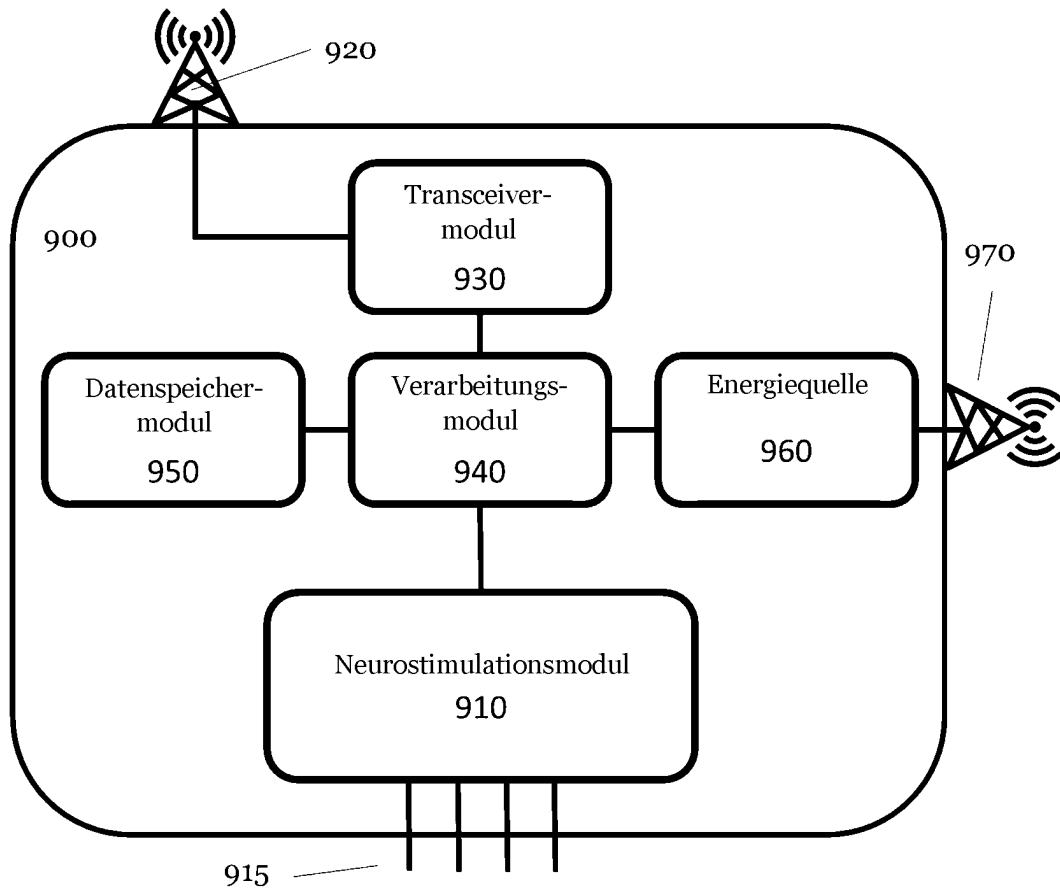 920
Transceiver-
modul
930
900
970
Datenspeicher-
modul
950
Verarbeitungs-
modul
940
Energiequelle
960
Neurostimulationsmodul
910
915